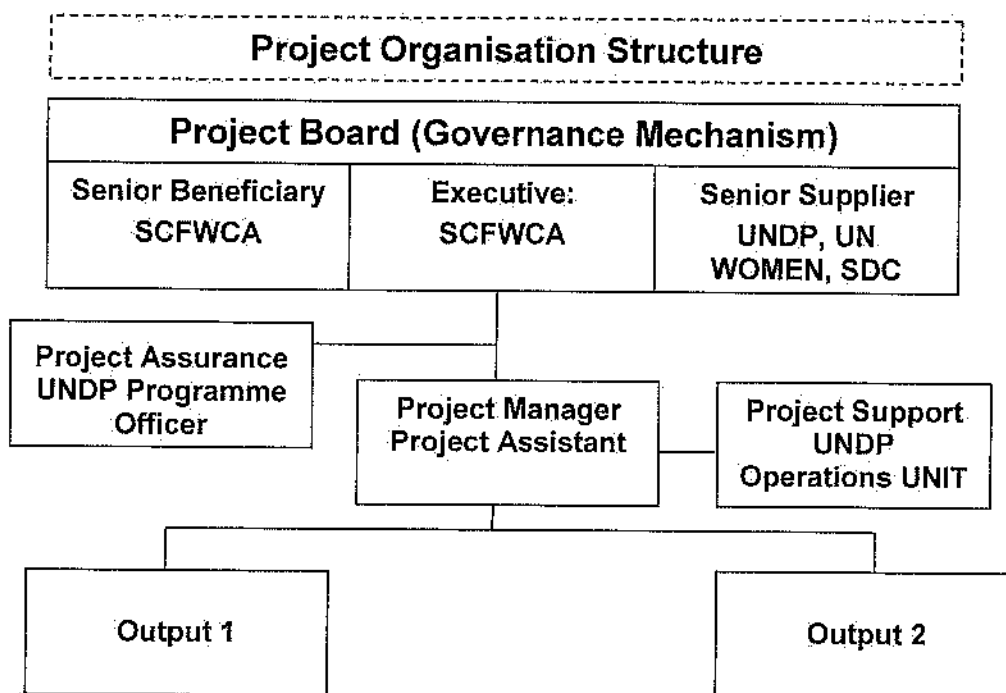 Project Organisation Structure
Project Board (Governance Mechanism)
Senior Beneficiary
SCFWCA
Executive:
SCFWCA
Senior Supplier
UNDP, UN
WOMEN, SDC
Project Assurance
UNDP Programme
Officer
Project Manager
Project Assistant
Project Support
UNDP
Operations UNIT
Output 1
Output 2